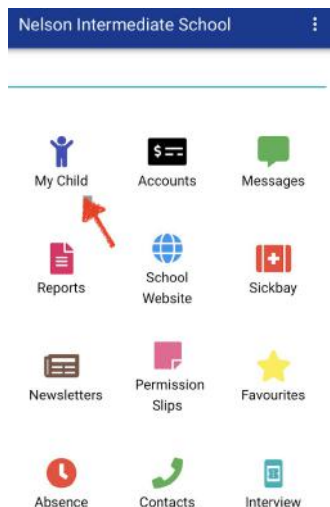 Nelson Intermediate School
My Child
Accounts
Messages
Reports
School
Website
Sickbay
Newsletters
Permission
Slips
Favourites
Absence
Contacts
Interview